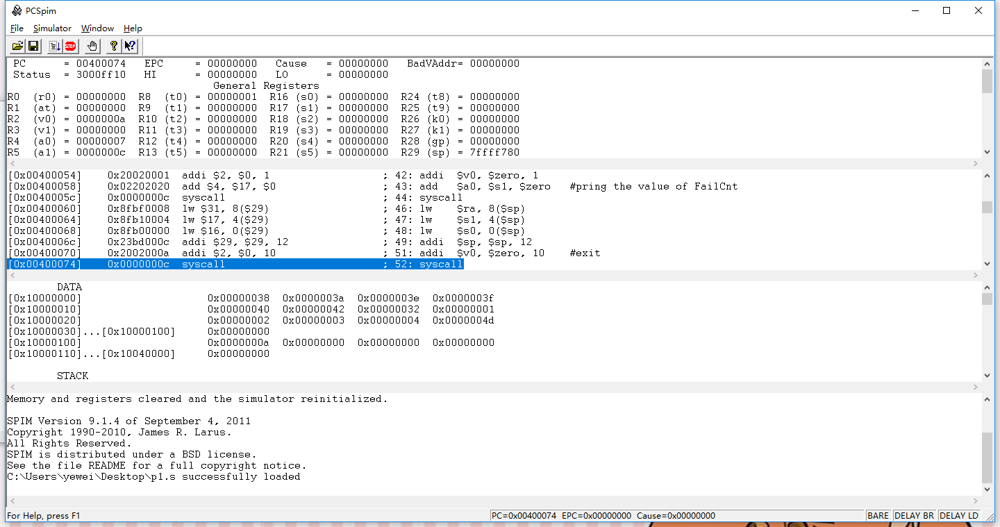 PCSpim
File Simulator Window Help
PC      = 00400074   EPC     = 00000000   Cause   = 00000000   BadVAddr= 00000000
Status  = 3000ff10   HI      = 00000000   LO      = 00000000
General Registers
R0  (r0) = 00000000  R8  (t0) = 00000001  R16 (s0) = 00000000  R24 (t8) = 00000000
R1  (at) = 00000000  R9  (t1) = 00000000  R17 (s1) = 00000000  R25 (t9) = 00000000
R2  (v0) = 0000000a  R10 (t2) = 00000000  R18 (s2) = 00000000  R26 (k0) = 00000000
R3  (v1) = 00000000  R11 (t3) = 00000000  R19 (s3) = 00000000  R27 (k1) = 00000000
R4  (a0) = 00000007  R12 (t4) = 00000000  R20 (s4) = 00000000  R28 (gp) = 00000000
R5  (a1) = 0000000c  R13 (t5) = 00000000  R21 (s5) = 00000000  R29 (sp) = 7ffff780
[0x00400054]    0x20020001  addi $2, $0, 1                  ; 42: addi  $v0, $zero, 1
[0x00400058]    0x02202020  add $4, $17, $0                 ; 43: add   $a0, $s1, $zero   #pring the value of FailCnt
[0x0040005c]    0x0000000c  syscall                         ; 44: syscall
[0x00400060]    0x8fbf0008  lw $31, 8($29)                  ; 46: lw    $ra, 8($sp)
[0x00400064]    0x8fb10004  lw $17, 4($29)                  ; 47: lw    $s1, 4($sp)
[0x00400068]    0x8fb00000  lw $16, 0($29)                  ; 48: lw    $s0, 0($sp)
[0x0040006c]    0x23bd000c  addi $29, $29, 12               ; 49: addi  $sp, $sp, 12
[0x00400070]    0x2002000a  addi $2, $0, 10                 ; 51: addi  $v0, $zero, 10    #exit
[0x00400074]    0x0000000c  syscall                         ; 52: syscall
DATA
[0x10000000]                    0x00000038  0x0000003a  0x0000003e  0x0000003f
[0x10000010]                    0x00000040  0x00000042  0x00000032  0x00000001
[0x10000020]                    0x00000002  0x00000003  0x00000004  0x0000004d
[0x10000030]...[0x10000100]     0x00000000
[0x10000100]                    0x0000000a  0x00000000  0x00000000  0x00000000
[0x10000110]...[0x10040000]     0x00000000
STACK
Memory and registers cleared and the simulator reinitialized.
SPIM Version 9.1.4 of September 4, 2011
Copyright 1990-2010, James R. Larus.
All Rights Reserved.
SPIM is distributed under a BSD license.
See the file README for a full copyright notice.
C:\Users\yewei\Desktop\p1.s successfully loaded
For Help, press F1 PC=0x00400074 EPC=0x00000000 Cause=0x00000000 BARE DELAY BR DELAY LD